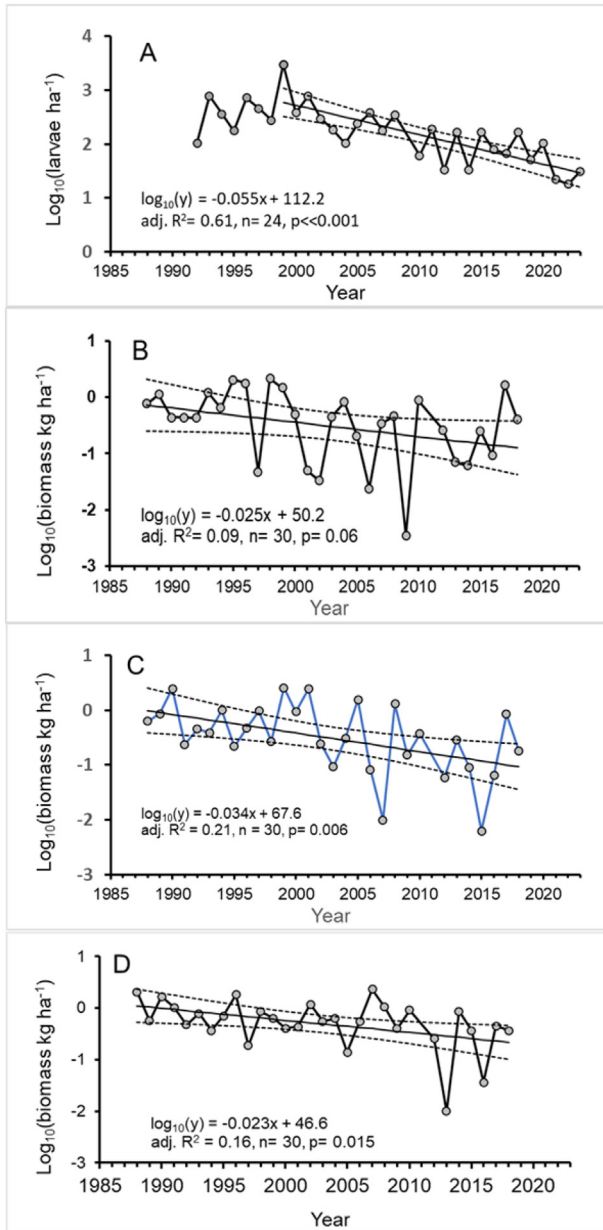 A
Log10(larvae ha-1)
4
3
2
1
0
log10(y) = -0.055x + 112.2
adj. R2= 0.61, n= 24, p<<0.001
1985 1990 1995 2000 2005 2010 2015 2020
Year
B
Log10(biomass kg ha-1)
1
0
-1
-2
-3
log10(y) = -0.025x + 50.2
adj. R2= 0.09, n= 30, p= 0.06
1985 1990 1995 2000 2005 2010 2015 2020
Year
C
Log10(biomass kg ha-1)
1
0
-1
-2
-3
log10(y) = -0.034x + 67.6
adj. R2 = 0.21, n = 30, p= 0.006
1985 1990 1995 2000 2005 2010 2015 2020
Year
D
Log10(biomass kg ha-1)
1
0
-1
-2
-3
log10(y) = -0.023x + 46.6
adj. R2 = 0.16, n= 30, p= 0.015
1985 1990 1995 2000 2005 2010 2015 2020
Year